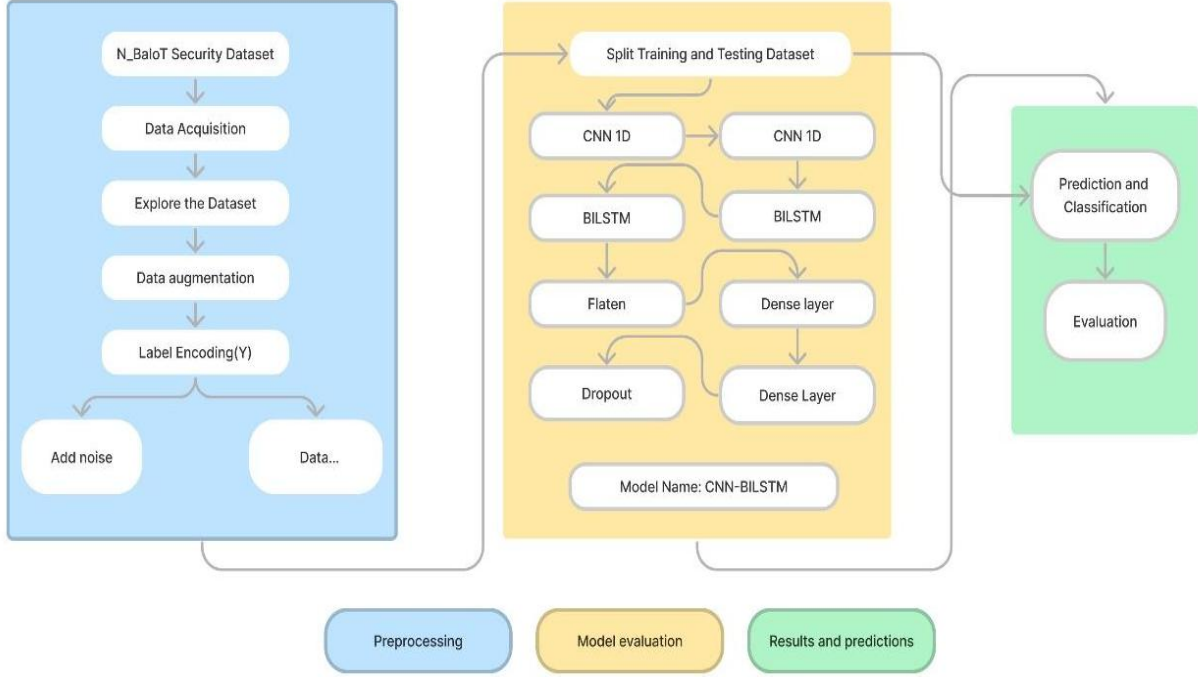 N_BaIoT Security Dataset
Data Acquisition
Explore the Dataset
Data augmentation
Label Encoding(Y)
Add noise
Data...
Split Training and Testing Dataset
CNN 1D
CNN 1D
BILSTM
BILSTM
Flaten
Dense layer
Dropout
Dense Layer
Model Name: CNN-BILSTM
Prediction and
Classification
Evaluation
Preprocessing
Model evaluation
Results and predictions